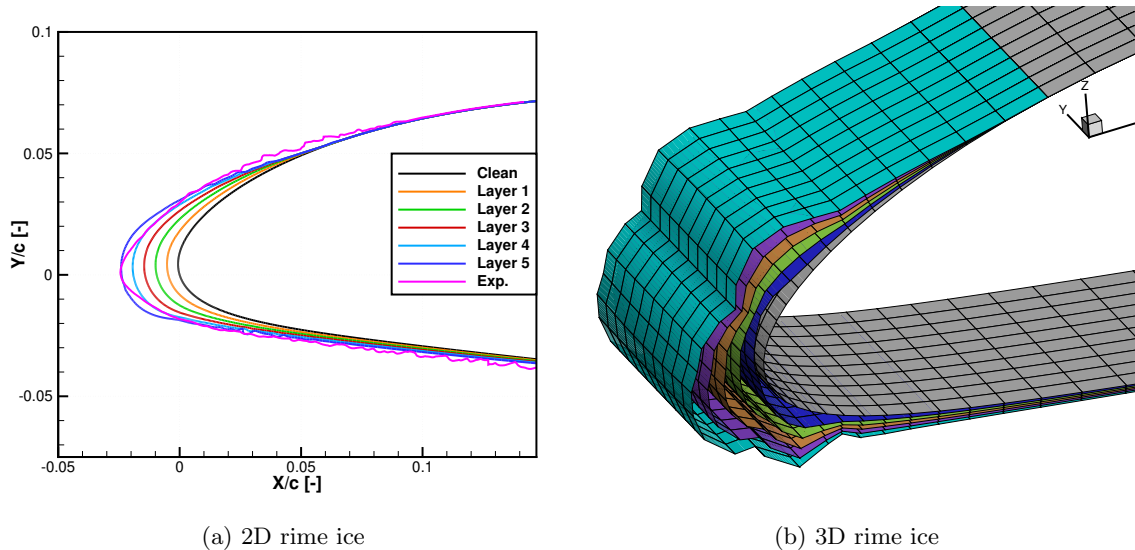 0.1
0.05
0
-0.05
Y/c [-]
-0.05
0
0.05
0.1
X/c [-]
Clean
Layer 1
Layer 2
Layer 3
Layer 4
Layer 5
Exp.
Z
Y
(a) 2D rime ice
(b) 3D rime ice